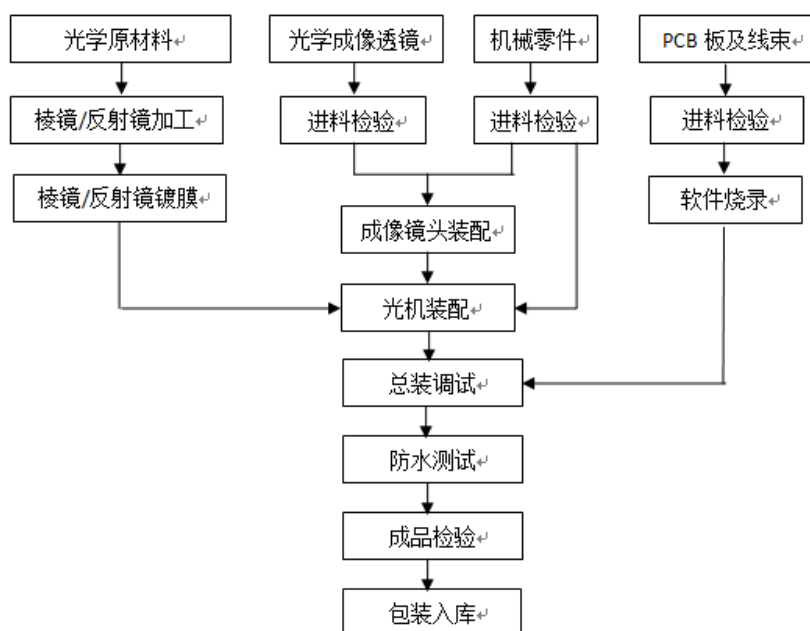 光学原材料↵
光学成像透镜↵
机械零件↵
PCB 板及线束↵
棱镜/反射镜加工↵
进料检验↵
进料检验↵
进料检验↵
棱镜/反射镜镀膜↵
软件烧录↵
成像镜头装配↵
光机装配↵
总装调试↵
防水测试↵
成品检验↵
包装入库↵